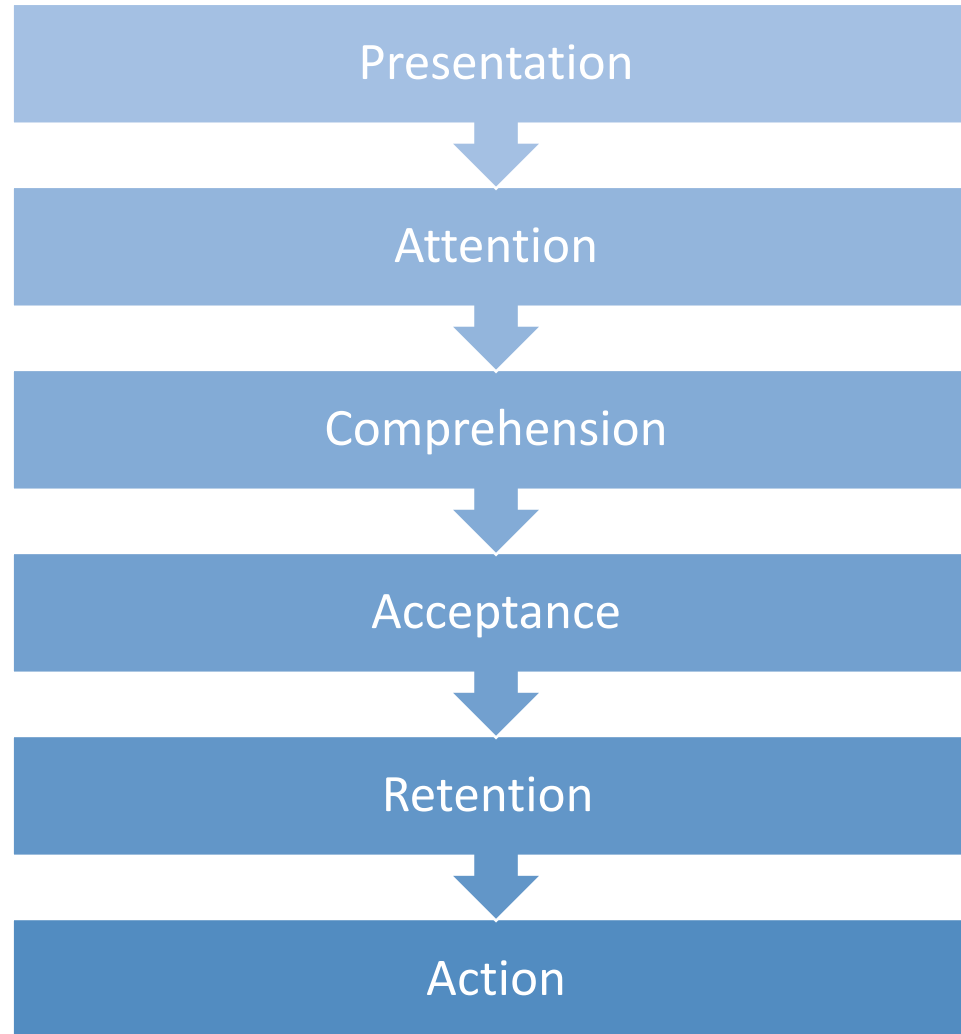 Presentation
Attention
Comprehension
Acceptance
Retention
Action